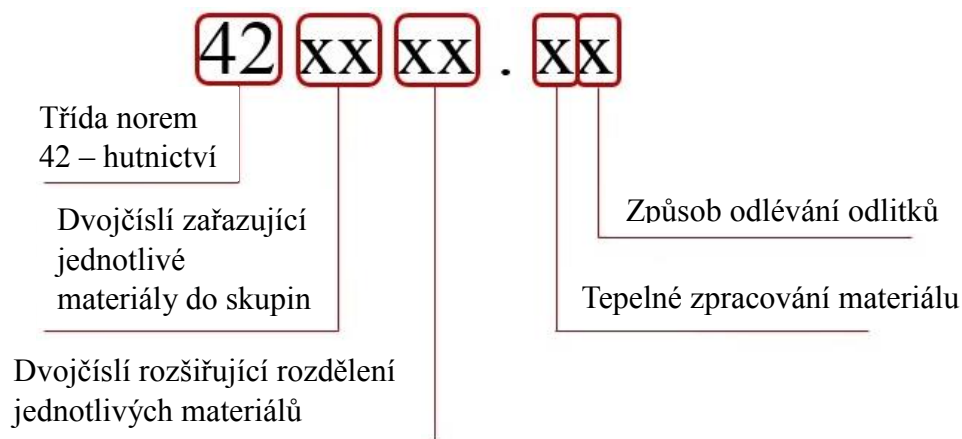 42 xx xx . xx
Třída norem
42 – hutnictví
Dvojčíslí zařazující
jednotlivé
materiály do skupin
Způsob odlévání odlitků
Tepelné zpracování materiálu
Dvojčíslí rozšiřující rozdělení
jednotlivých materiálů